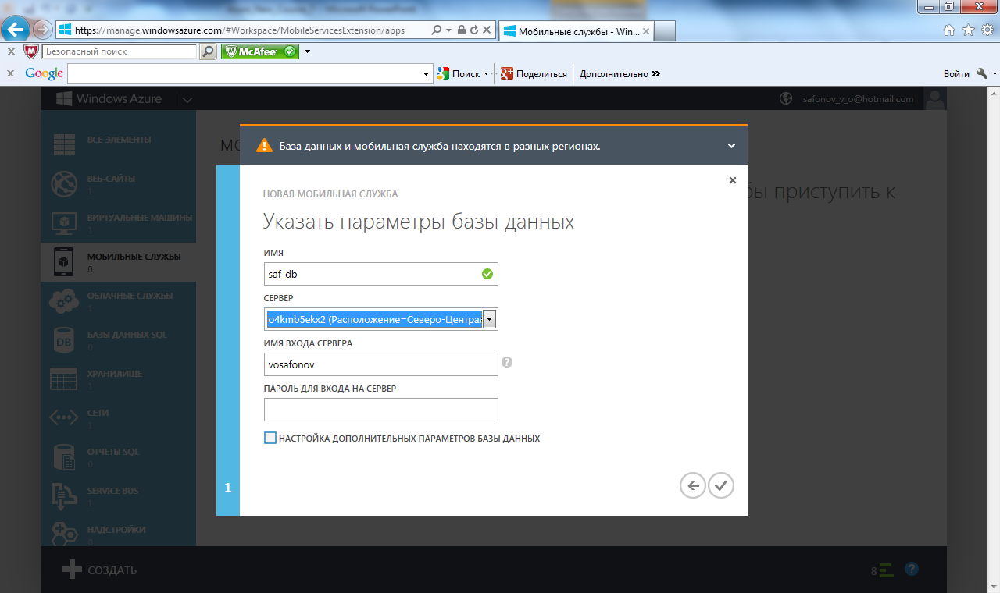 https://manage.windowsazure.com/#Workspace/MobileServicesExtension/apps
Мобильные службы - Win...
Безопасный поиск
McAfee
Google
Поиск
Поделиться
Дополнительно
Войти
Windows Azure
safonov_v_o@hotmail.com
ВСЕ ЭЛЕМЕНТЫ
ВЕБ-САЙТЫ
1
ВИРТУАЛЬНЫЕ МАШИНЫ
1
МОБИЛЬНЫЕ СЛУЖБЫ
0
ОБЛАЧНЫЕ СЛУЖБЫ
1
БАЗЫ ДАННЫХ SQL
0
ХРАНИЛИЩЕ
1
СЕТИ
1
ОТЧЕТЫ SQL
0
SERVICE BUS
1
НАДСТРОЙКИ
0
МО
бы приступить к
База данных и мобильная служба находятся в разных регионах.
НОВАЯ МОБИЛЬНАЯ СЛУЖБА
Указать параметры базы данных
ИМЯ
saf_db
СЕРВЕР
o4kmb5ekx2 (Расположение=Северо-Централ
ИМЯ ВХОДА СЕРВЕРА
vosafonov
?
ПАРОЛЬ ДЛЯ ВХОДА НА СЕРВЕР
НАСТРОЙКА ДОПОЛНИТЕЛЬНЫХ ПАРАМЕТРОВ БАЗЫ ДАННЫХ
1
СОЗДАТЬ
8
?